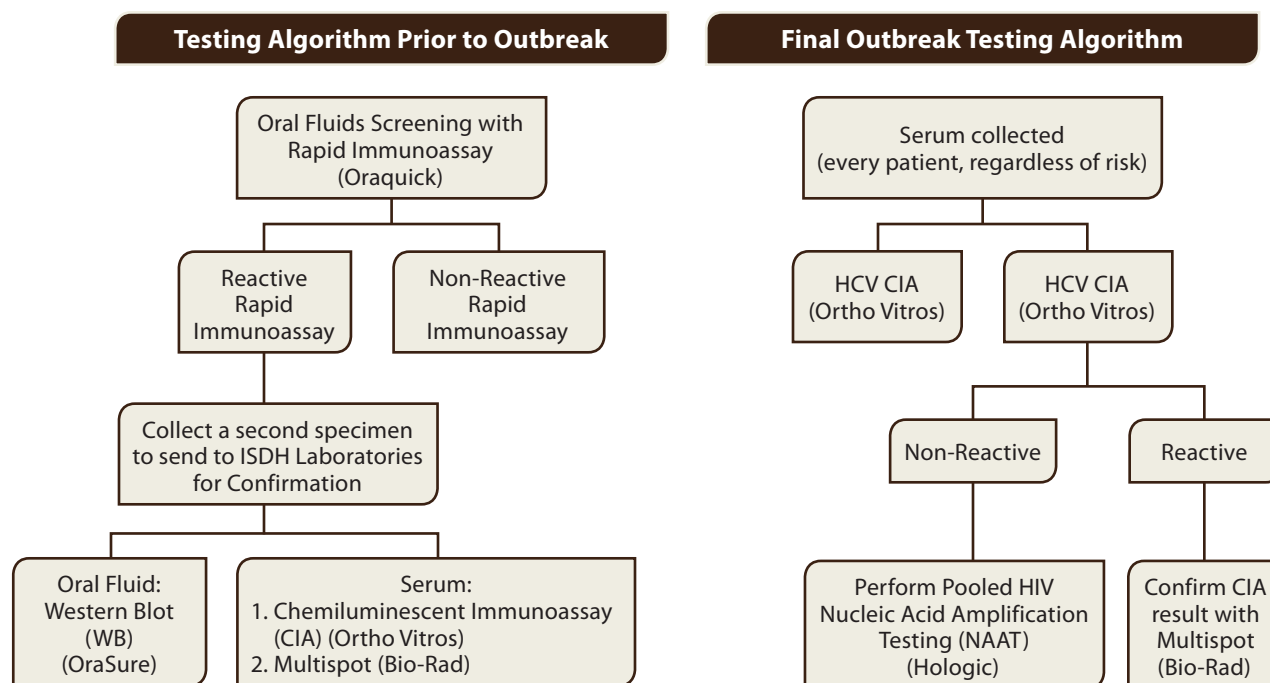 Testing Algorithm Prior to Outbreak
Oral Fluids Screening with
Rapid Immunoassay
(Oraquick)
Reactive
Rapid
Immunoassay
Non-Reactive
Rapid
Immunoassay
Collect a second specimen
to send to ISDH Laboratories
for Confirmation
Oral Fluid:
Western Blot
(WB)
(OraSure)
Serum:
1. Chemiluminescent Immunoassay
(CIA) (Ortho Vitros)
2. Multispot (Bio-Rad)
Final Outbreak Testing Algorithm
Serum collected
(every patient, regardless of risk)
HCV CIA
(Ortho Vitros)
HCV CIA
(Ortho Vitros)
Non-Reactive
Reactive
Perform Pooled HIV
Nucleic Acid Amplification
Testing (NAAT)
(Hologic)
Confirm CIA
result with
Multispot
(Bio-Rad)